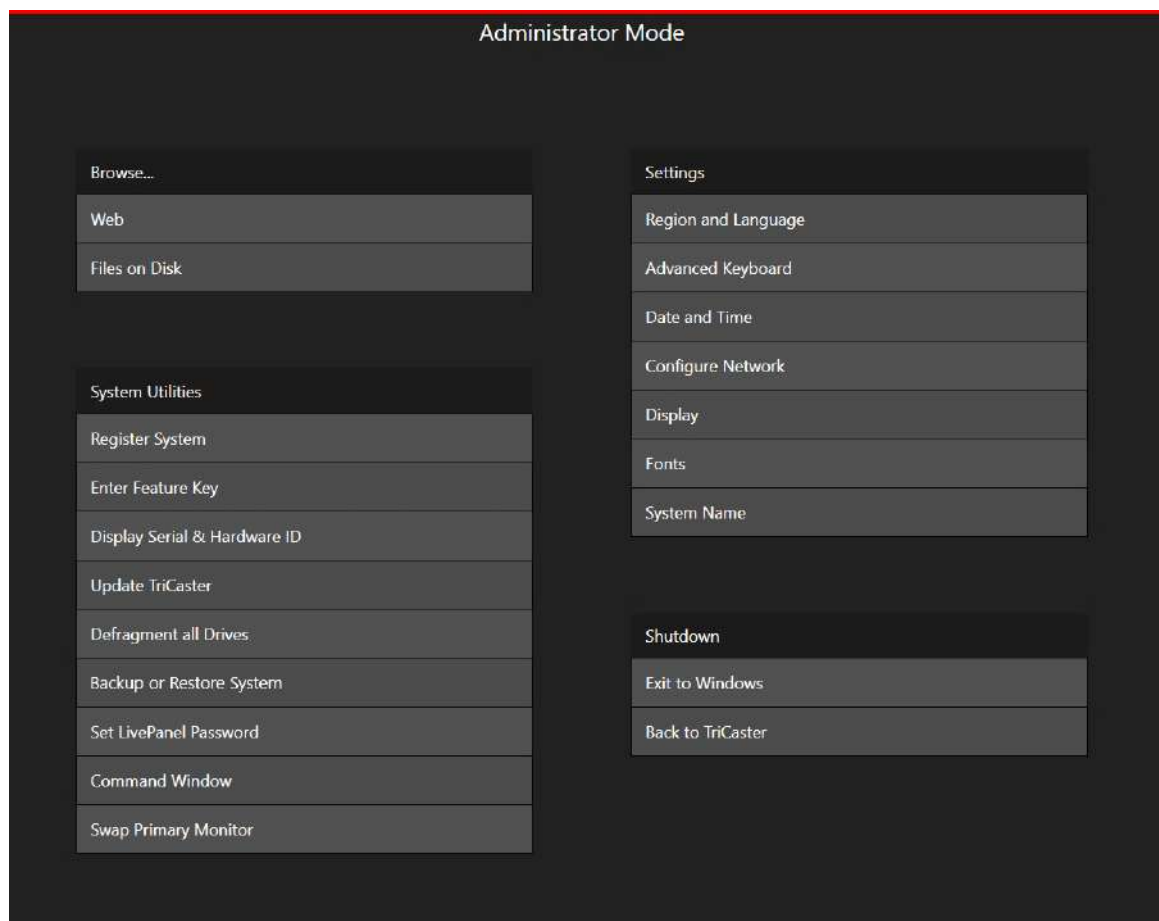 Administrator Mode
Browse...
Web
Files on Disk
System Utilities
Register System
Enter Feature Key
Display Serial & Hardware ID
Update TriCaster
Defragment all Drives
Backup or Restore System
Set LivePanel Password
Command Window
Swap Primary Monitor
Settings
Region and Language
Advanced Keyboard
Date and Time
Configure Network
Display
Fonts
System Name
Shutdown
Exit to Windows
Back to TriCaster